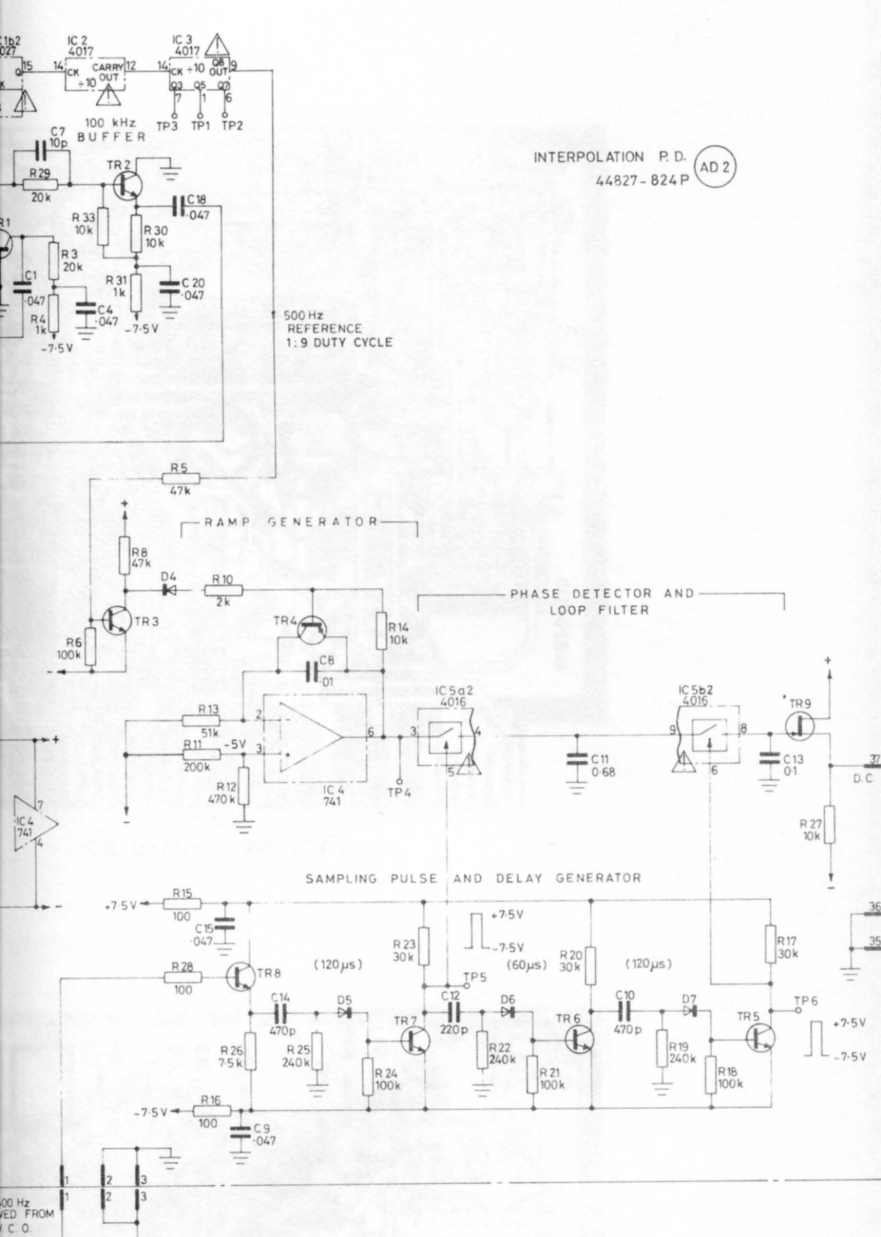 IC 2
4017
IC 3
4017
15
14
CARRY
OUT
12
CK
÷10
14
CK ÷10
Q8
OUT
9
Q3
Q5
Q7
7
1
6
TP3
TP1
TP2
100 kHz
BUFFER
C7
10p
R29
20k
TR2
C18
·047
R33
10k
R30
10k
R3
20k
C1
·047
R31
1k
C20
·047
R4
1k
C4
·047
-7·5V
-7·5V
INTERPOLATION P.D.
44827-824P
AD 2
500Hz
REFERENCE
1:9 DUTY CYCLE
R5
47k
RAMP GENERATOR
R8
47k
D4
R10
2k
TR3
TR4
R14
10k
R6
100k
C8
·01
PHASE DETECTOR AND
LOOP FILTER
IC5a2
4016
IC5b2
4016
TR9
R13
51k
2
3
6
-5V
R11
200k
R12
470k
IC 4
741
TP4
3
4
5
C11
0·68
9
8
6
C13
0·1
37
D.C
R27
10k
7
IC4
741
4
SAMPLING PULSE AND DELAY GENERATOR
R15
100
+7·5V
C15
·047
R28
100
TR8
(120µs)
R23
30k
+7·5V
-7·5V
TP5
(60µs)
R20
30k
(120µs)
R17
30k
36
35
C14
470p
D5
C12
220p
D6
C10
470p
D7
TP6
TR7
TR6
TR5
+7·5V
-7·5V
R26
7·5k
R25
240k
R24
100k
R22
240k
R21
100k
R19
240k
R18
100k
R16
100
-7·5V
C9
·047
1
2
3
1
2
3
FROM
C.O.